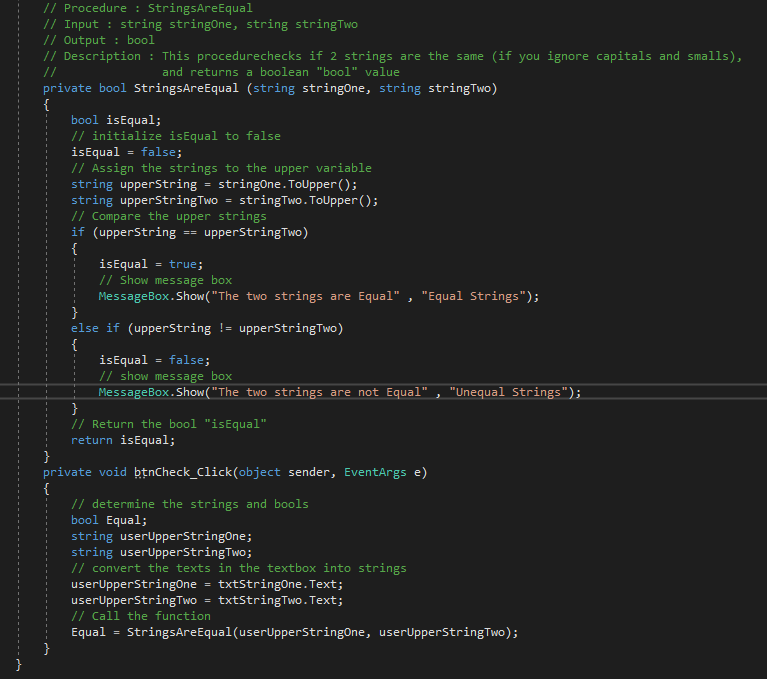 // Procedure : StringsAreEqual
// Input : string stringOne, string stringTwo
// Output : bool
// Description : This procedurechecks if 2 strings are the same (if you ignore capitals and smalls),
//               and returns a boolean "bool" value
private bool StringsAreEqual (string stringOne, string stringTwo)
{
    bool isEqual;
    // initialize isEqual to false
    isEqual = false;
    // Assign the strings to the upper variable
    string upperString = stringOne.ToUpper();
    string upperStringTwo = stringTwo.ToUpper();
    // Compare the upper strings
    if (upperString == upperStringTwo)
    {
        isEqual = true;
        // Show message box
        MessageBox.Show("The two strings are Equal" , "Equal Strings");
    }
    else if (upperString != upperStringTwo)
    {
        isEqual = false;
        // show message box
        MessageBox.Show("The two strings are not Equal" , "Unequal Strings");
    }
    // Return the bool "isEqual"
    return isEqual;
}
private void btnCheck_Click(object sender, EventArgs e)
{
    // determine the strings and bools
    bool Equal;
    string userUpperStringOne;
    string userUpperStringTwo;
    // convert the texts in the textbox into strings
    userUpperStringOne = txtStringOne.Text;
    userUpperStringTwo = txtStringTwo.Text;
    // Call the function
    Equal = StringsAreEqual(userUpperStringOne, userUpperStringTwo);
}
}